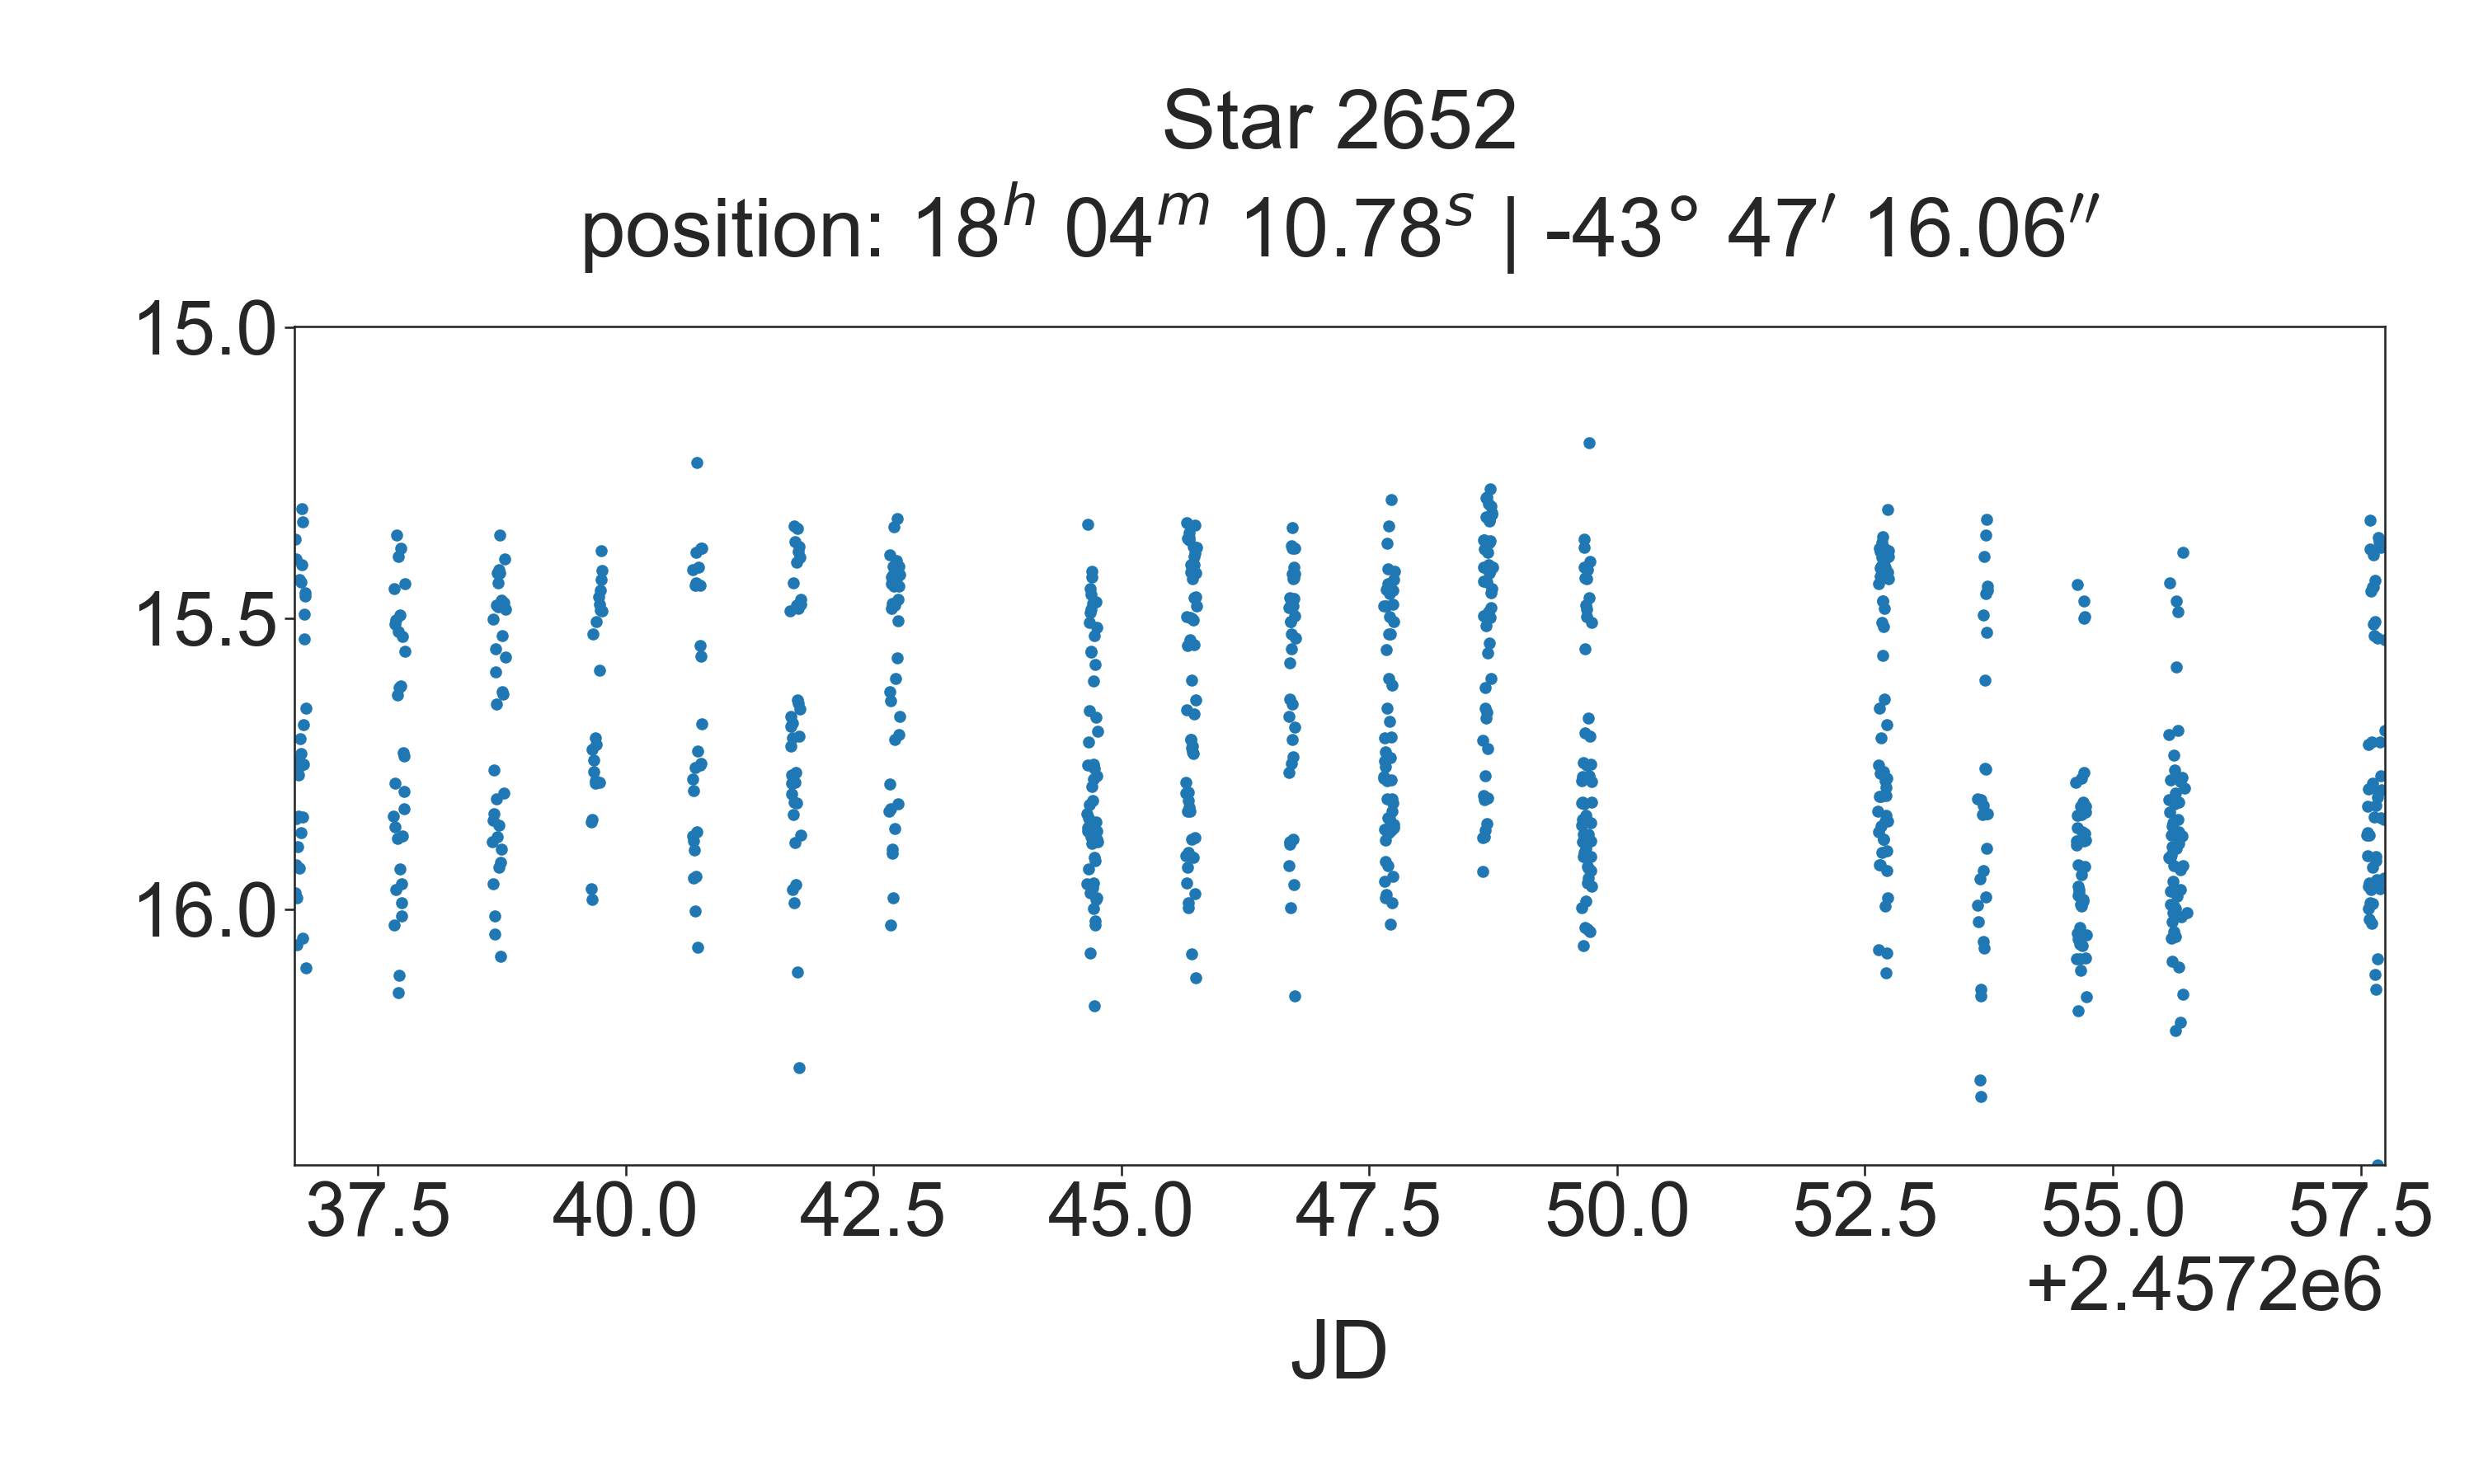 Star 2652
position: 18ʰ 04ᵐ 10.78ˢ | -43° 47′ 16.06′′
15.0
15.5
16.0
37.5 40.0 42.5 45.0 47.5 50.0 52.5 55.0 57.5
+2.4572e6
JD